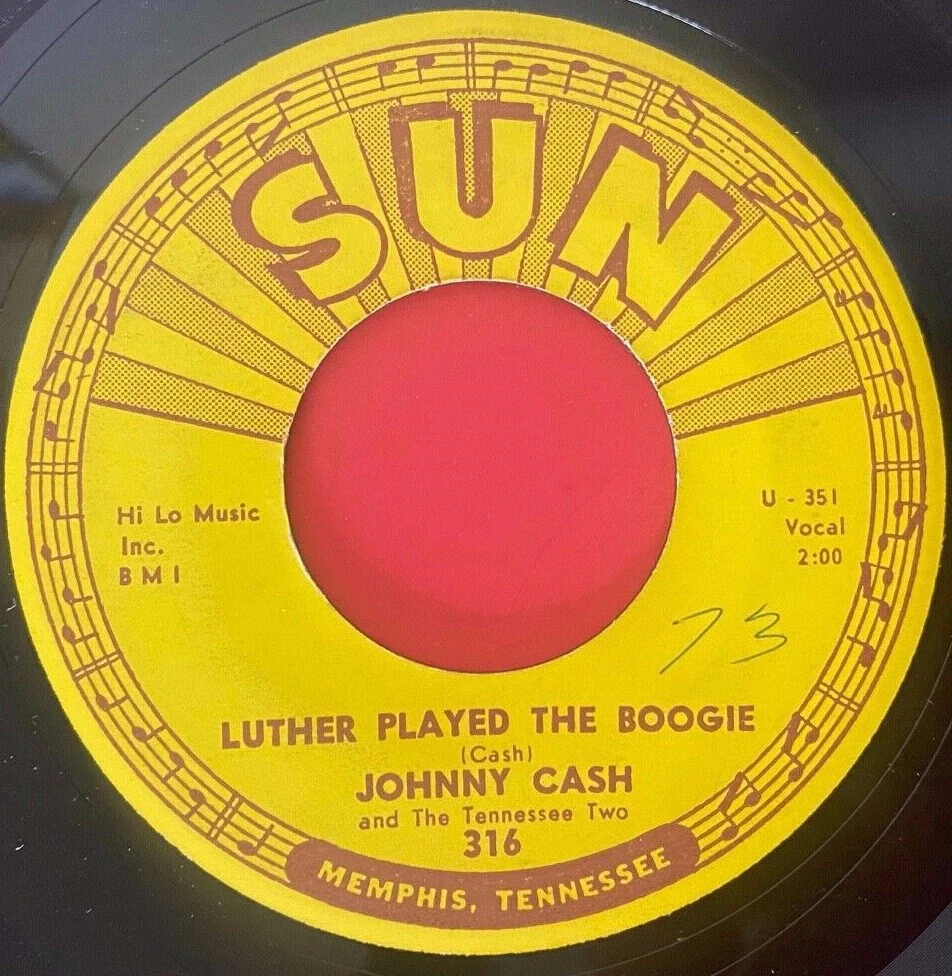 SUN
Hi Lo Music
Inc.
B M I
U - 351
Vocal
2:00
73
LUTHER PLAYED THE BOOGIE
(Cash)
JOHNNY CASH
and The Tennessee Two
316
MEMPHIS, TENNESSEE